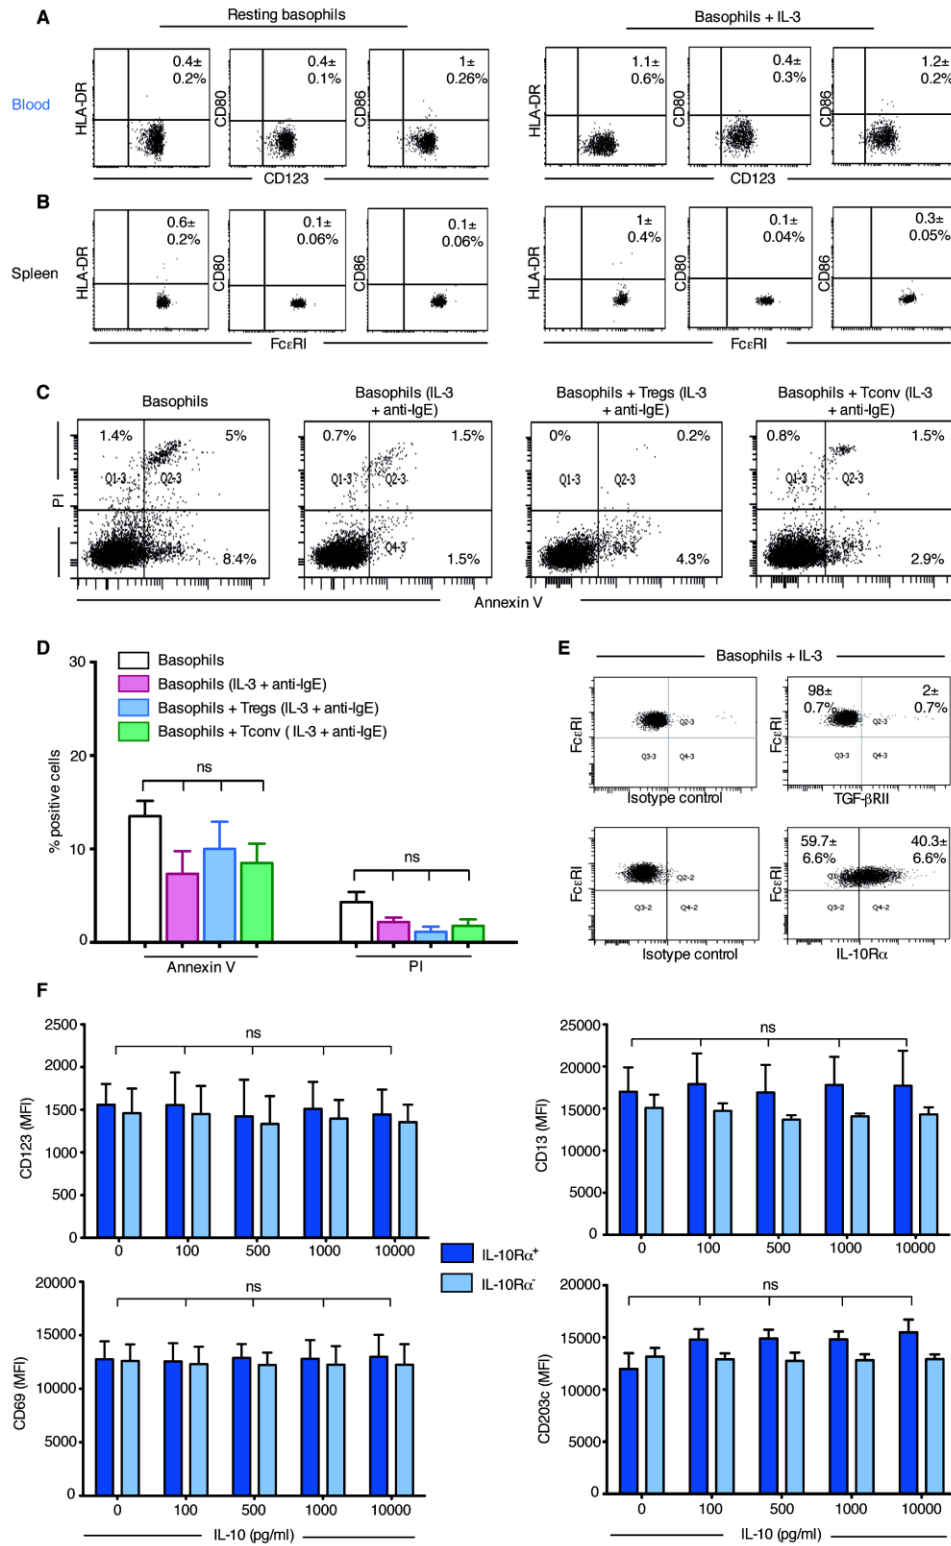 A
Resting basophils
Basophils + IL-3
Blood
HLA-DR
0.4±
0.2%
CD80
0.4±
0.1%
CD86
1±
0.26%
HLA-DR
1.1±
0.6%
CD80
0.4±
0.3%
CD86
1.2±
0.2%
CD123
CD123
B
Spleen
HLA-DR
0.6±
0.2%
CD80
0.1±
0.06%
CD86
0.1±
0.06%
HLA-DR
1±
0.4%
CD80
0.1±
0.04%
CD86
0.3±
0.05%
FcεRI
FcεRI
C
Basophils
Basophils (IL-3
+ anti-IgE)
Basophils + Tregs (IL-3
+ anti-IgE)
Basophils + Tconv (IL-3
+ anti-IgE)
PI
1.4%
5%
Q1-3
Q2-3
8.4%
0.7%
1.5%
Q1-3
Q2-3
Q4-3
1.5%
0%
0.2%
Q1-3
Q2-3
Q4-3
4.3%
0.8%
1.5%
Q1-3
Q2-3
Q4-3
2.9%
Annexin V
D
% positive cells
30
20
10
0
Basophils
Basophils (IL-3 + anti-IgE)
Basophils + Tregs (IL-3 + anti-IgE)
Basophils + Tconv ( IL-3 + anti-IgE)
ns
ns
Annexin V
PI
E
Basophils + IL-3
FcεRI
Q2-3
Q3-3
Q4-3
Isotype control
FcεRI
98±
0.7%
2±
0.7%
Q2-3
Q3-3
Q4-3
TGF-βRII
FcεRI
Q2-2
Q3-2
Q4-2
Isotype control
FcεRI
59.7±
6.6%
40.3±
6.6%
Q3-2
Q4-2
IL-10Rα
F
CD123 (MFI)
2500
2000
1500
1000
500
0
ns
0
100
500
1000
10000
CD13 (MFI)
25000
20000
15000
10000
5000
0
ns
0
100
500
1000
10000
IL-10Rα+
IL-10Rα-
CD69 (MFI)
20000
15000
10000
5000
0
ns
0
100
500
1000
10000
IL-10 (pg/ml)
CD203c (MFI)
20000
15000
10000
5000
0
ns
0
100
500
1000
10000
IL-10 (pg/ml)